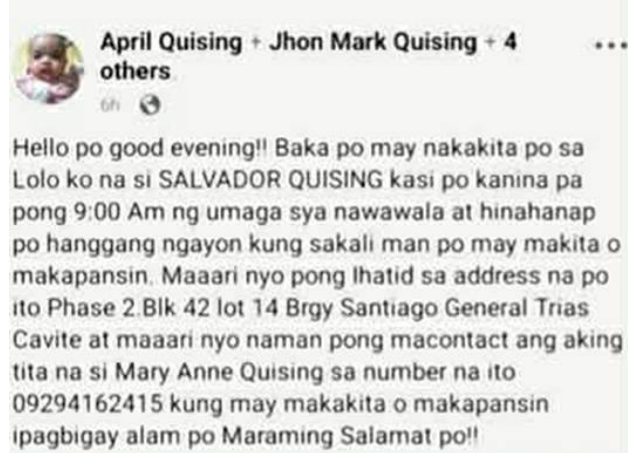 April Quising + Jhon Mark Quising + 4
others
6h
Hello po good evening!! Baka po may nakakita po sa
Lolo ko na si SALVADOR QUISING kasi po kanina pa
pong 9:00 Am ng umaga sya nawawala at hinahanap
po hanggang ngayon kung sakali man po may makita o
makapansin. Maaari nyo pong Ihatid sa address na po
ito Phase 2.Blk 42 lot 14 Brgy Santiago General Trias
Cavite at maaari nyo naman pong macontact ang aking
tita na si Mary Anne Quising sa number na ito
09294162415 kung may makakita o makapansin
ipagbigay alam po Maraming Salamat po!!